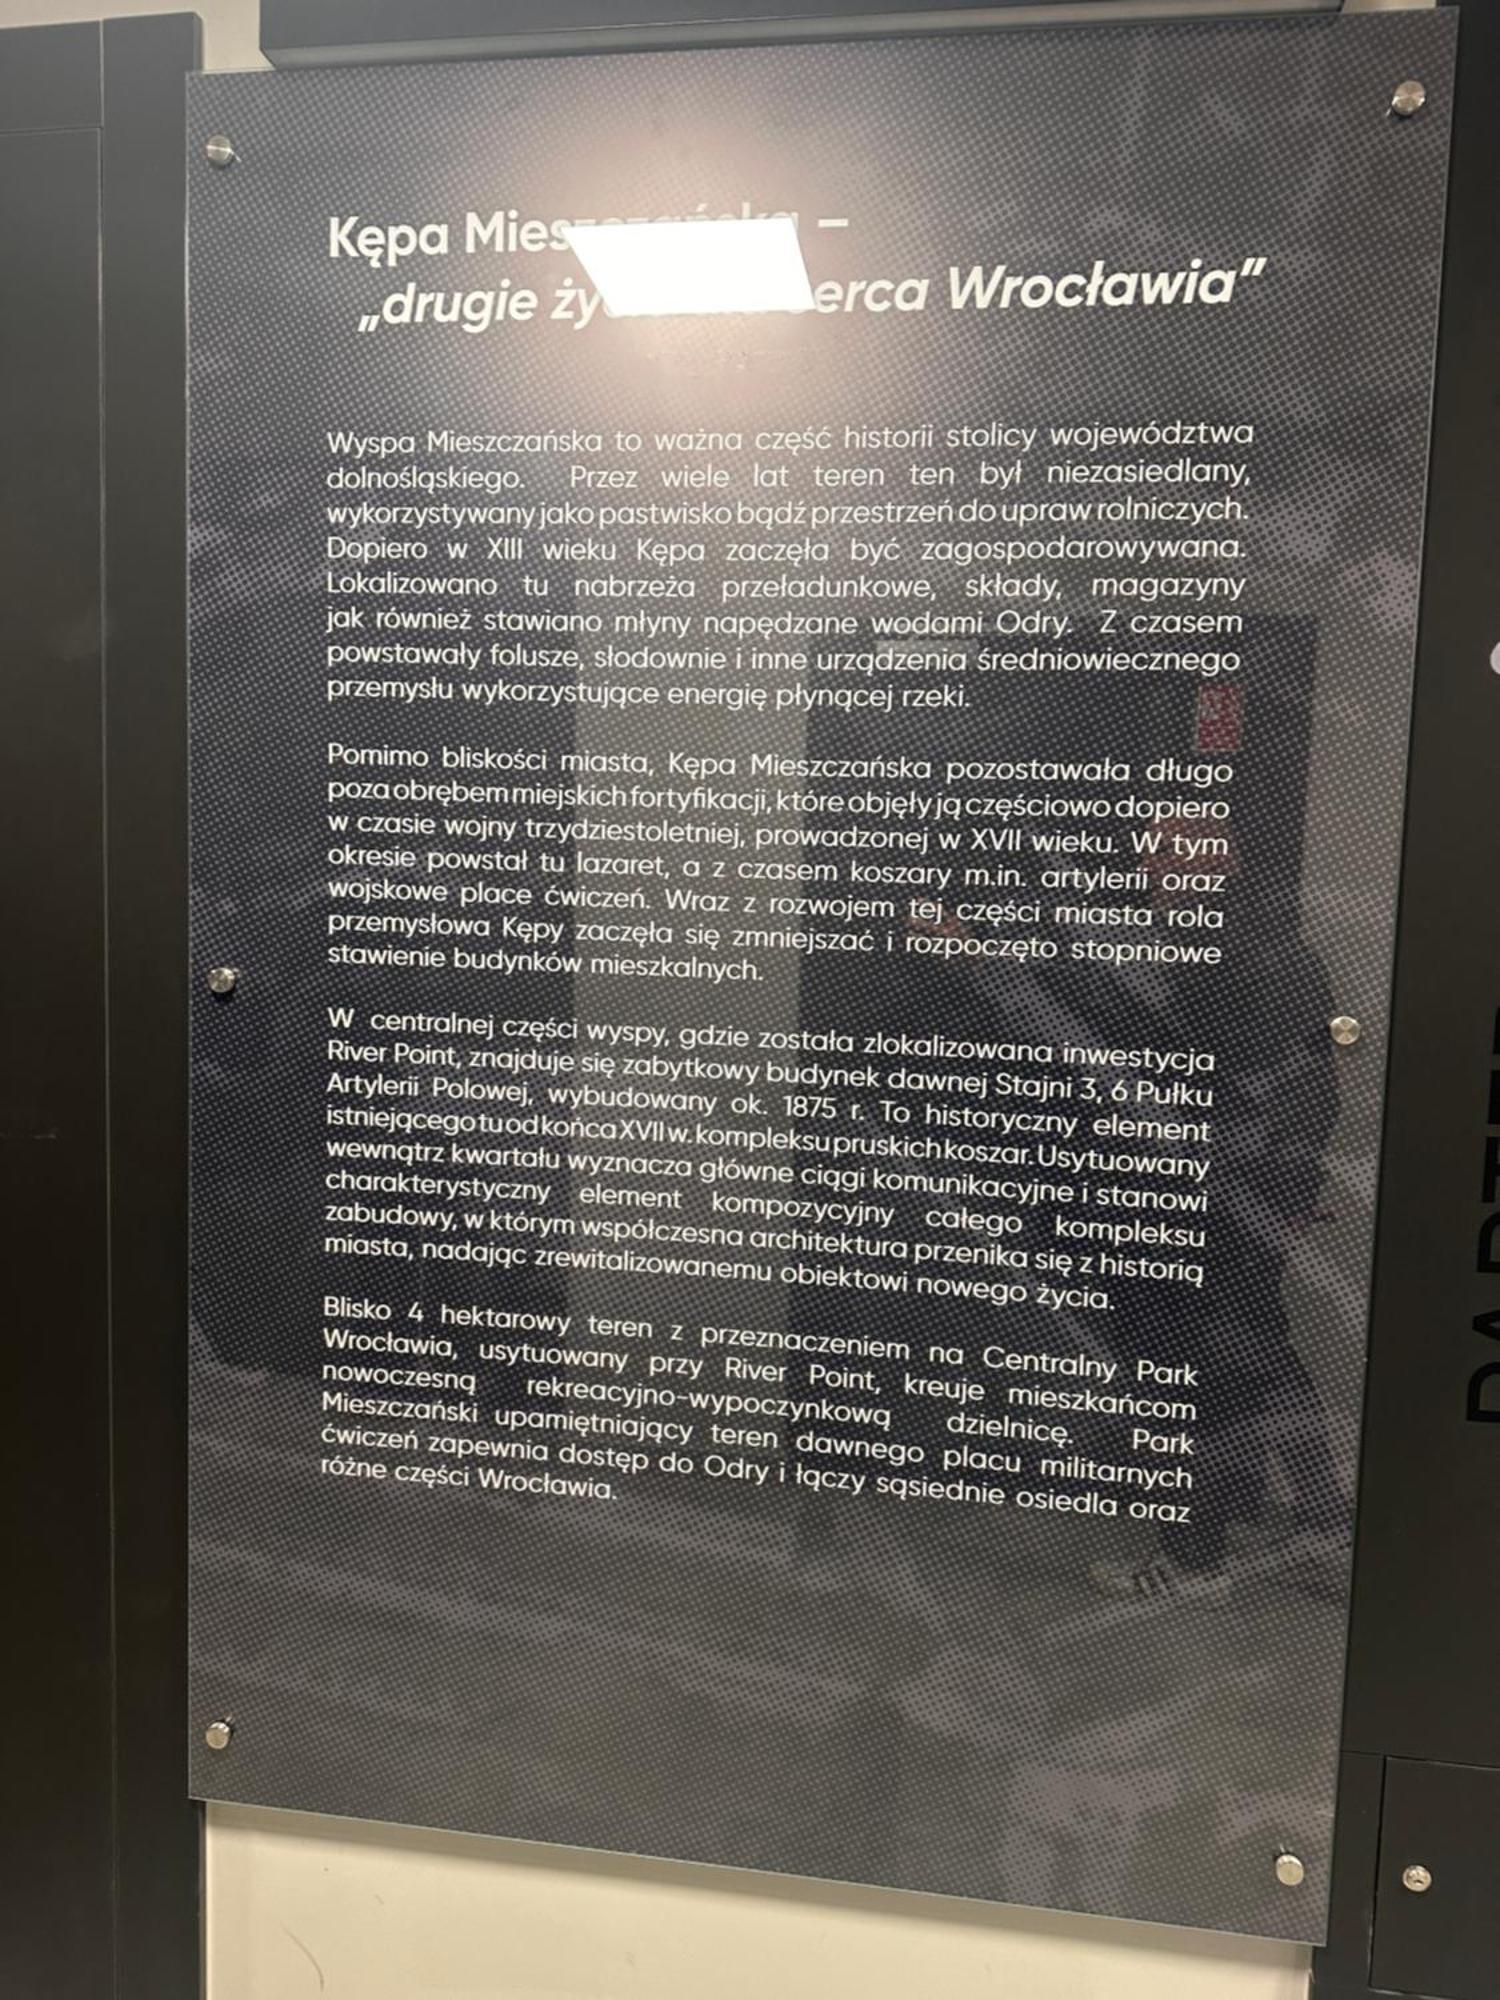 Kępa Mieszczańska –
„drugie erca Wrocławia”
Wyspa Mieszczańska to ważna część historii stolicy województwa
dolnośląskiego. Przez wiele lat teren ten był niezasiedlany,
wykorzystywany jako pastwisko bądź przestrzeń do upraw rolniczych.
Dopiero w XIII wieku Kępa zaczęła być zagospodarowywana.
Lokalizowano tu nabrzeża przeładunkowe, składy, magazyny
jak również stawiano młyny napędzane wodami Odry. Z czasem
powstawały folusze, słodownie i inne urządzenia średniowiecznego
przemysłu wykorzystujące energię płynącej rzeki.
Pomimo bliskości miasta, Kępa Mieszczańska pozostawała długo
poza obrębem miejskich fortyfikacji, które objęły ją częściowo dopiero
w czasie wojny trzydziestoletniej, prowadzonej w XVII wieku. W tym
okresie powstał tu lazaret, a z czasem koszary m.in. artylerii oraz
wojskowe place ćwiczeń. Wraz z rozwojem tej części miasta rola
przemysłowa Kępy zaczęła się zmniejszać i rozpoczęto stopniowe
stawienie budynków mieszkalnych.
W centralnej części wyspy, gdzie została zlokalizowana inwestycja
River Point, znajduje się zabytkowy budynek dawnej Stajni 3, 6 Pułku
Artylerii Polowej, wybudowany ok. 1875 r. To historyczny element
istniejącego tu od końca XVII w. kompleksu pruskich koszar. Usytuowany
wewnątrz kwartału wyznacza główne ciągi komunikacyjne i stanowi
charakterystyczny element kompozycyjny całego kompleksu
zabudowy, w którym współczesna architektura przenika się z historią
miasta, nadając zrewitalizowanemu obiektowi nowego życia.
Blisko 4 hektarowy teren z przeznaczeniem na Centralny Park
Wrocławia, usytuowany przy River Point, kreuje mieszkańcom
nowoczesną rekreacyjno-wypoczynkową dzielnicę. Park
Mieszczański upamiętniający teren dawnego placu militarnych
ćwiczeń zapewnia dostęp do Odry i łączy sąsiednie osiedla oraz
różne części Wrocławia.